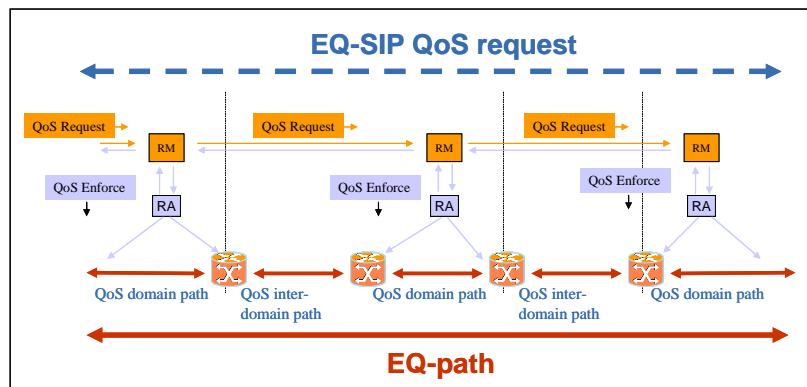 EQ-SIP QoS request
QoS Request
QoS Request
QoS Request
RM
RM
RM
QoS Enforce
QoS Enforce
QoS Enforce
RA
RA
RA
QoS domain path
QoS inter-
domain path
QoS domain path
QoS inter-
domain path
QoS domain path
EQ-path